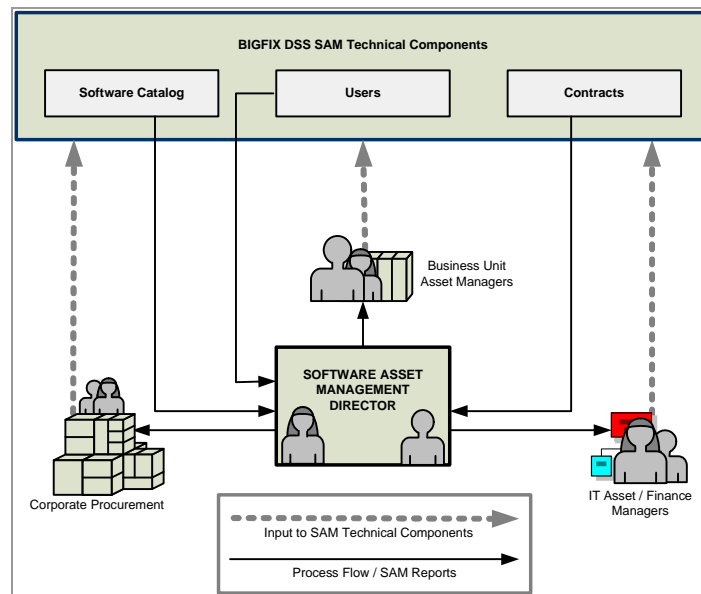 BIGFIX DSS SAM Technical Components
Software Catalog
Users
Contracts
Business Unit
Asset Managers
SOFTWARE ASSET
MANAGEMENT
DIRECTOR
Corporate Procurement
IT Asset / Finance
Managers
Input to SAM Technical Components
Process Flow / SAM Reports